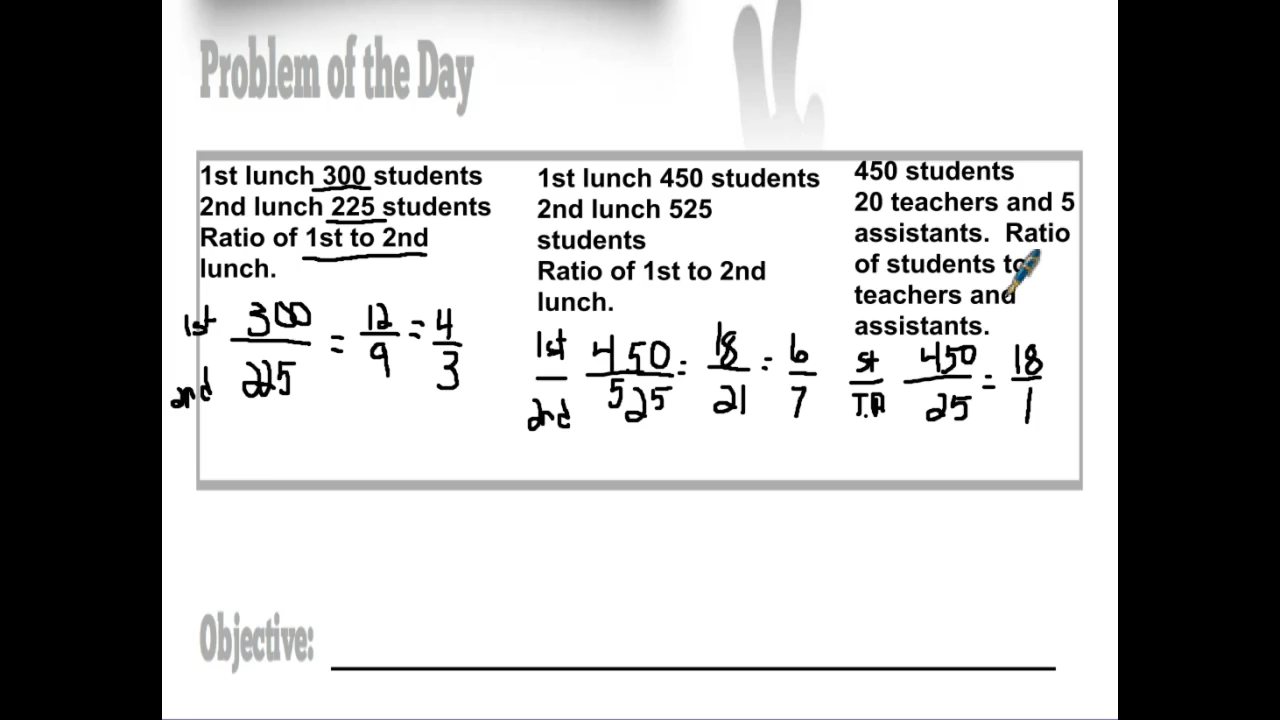 Problem of the Day
1st lunch 300 students
2nd lunch 225 students
Ratio of 1st to 2nd
lunch.
1st 300/225 = 12/9 = 4/3
2nd
1st lunch 450 students
2nd lunch 525
students
Ratio of 1st to 2nd
lunch.
1st/2nd 450/525 = 18/21 = 6/7
450 students
20 teachers and 5
assistants. Ratio
of students to
teachers and
assistants.
St/T.A 450/25 = 18/1
Objective: